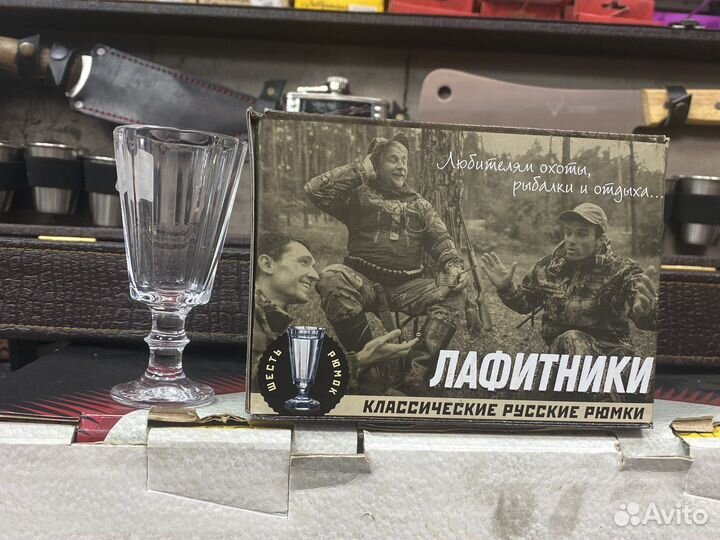 Любителям охоты,
рыбалки и отдыха...
ШЕСТЬ РЮМОК
ЛАФИТНИКИ
КЛАССИЧЕСКИЕ РУССКИЕ РЮМКИ
Avito